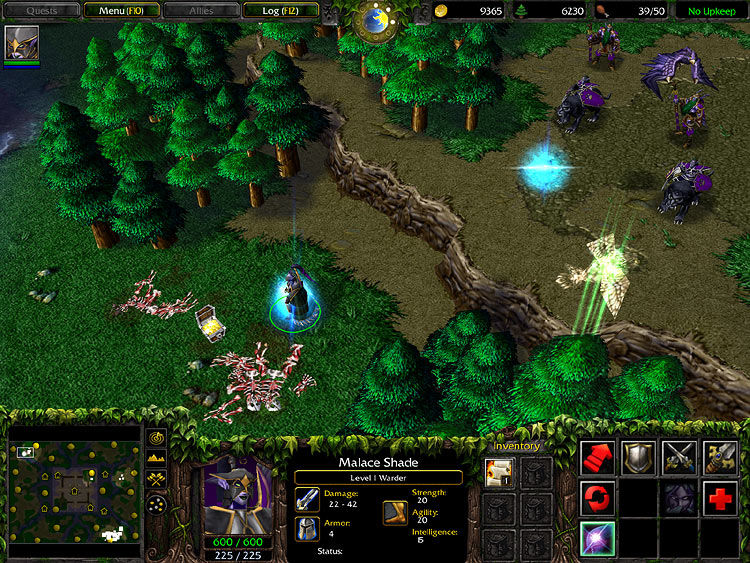 Quests
Menu (F10)
Allies
Log (F12)
9365
6230
39/50
No Upkeep
Malace Shade
Level 1 Warder
Damage:
22 - 42
Armor:
4
Strength:
20
Agility:
20
Intelligence:
15
Status:
600 / 600
225 / 225
Inventory
1